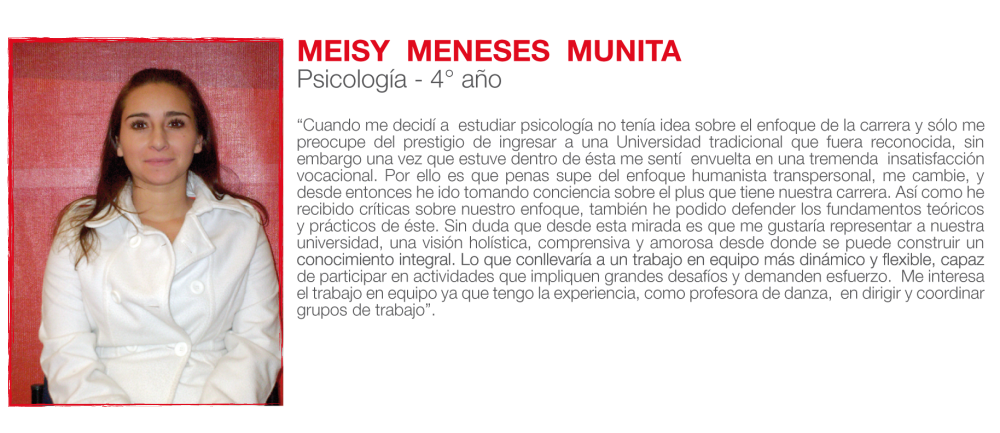 MEISY MENESES MUNITA
Psicología - 4° año
“Cuando me decidí a estudiar psicología no tenía idea sobre el enfoque de la carrera y sólo me
preocupe del prestigio de ingresar a una Universidad tradicional que fuera reconocida, sin
embargo una vez que estuve dentro de ésta me sentí envuelta en una tremenda insatisfacción
vocacional. Por ello es que penas supe del enfoque humanista transpersonal, me cambie, y
desde entonces he ido tomando conciencia sobre el plus que tiene nuestra carrera. Así como he
recibido críticas sobre nuestro enfoque, también he podido defender los fundamentos teóricos
y prácticos de éste. Sin duda que desde esta mirada es que me gustaría representar a nuestra
universidad, una visión holística, comprensiva y amorosa desde donde se puede construir un
conocimiento integral. Lo que conllevaría a un trabajo en equipo más dinámico y flexible, capaz
de participar en actividades que impliquen grandes desafíos y demanden esfuerzo. Me interesa
el trabajo en equipo ya que tengo la experiencia, como profesora de danza, en dirigir y coordinar
grupos de trabajo”.